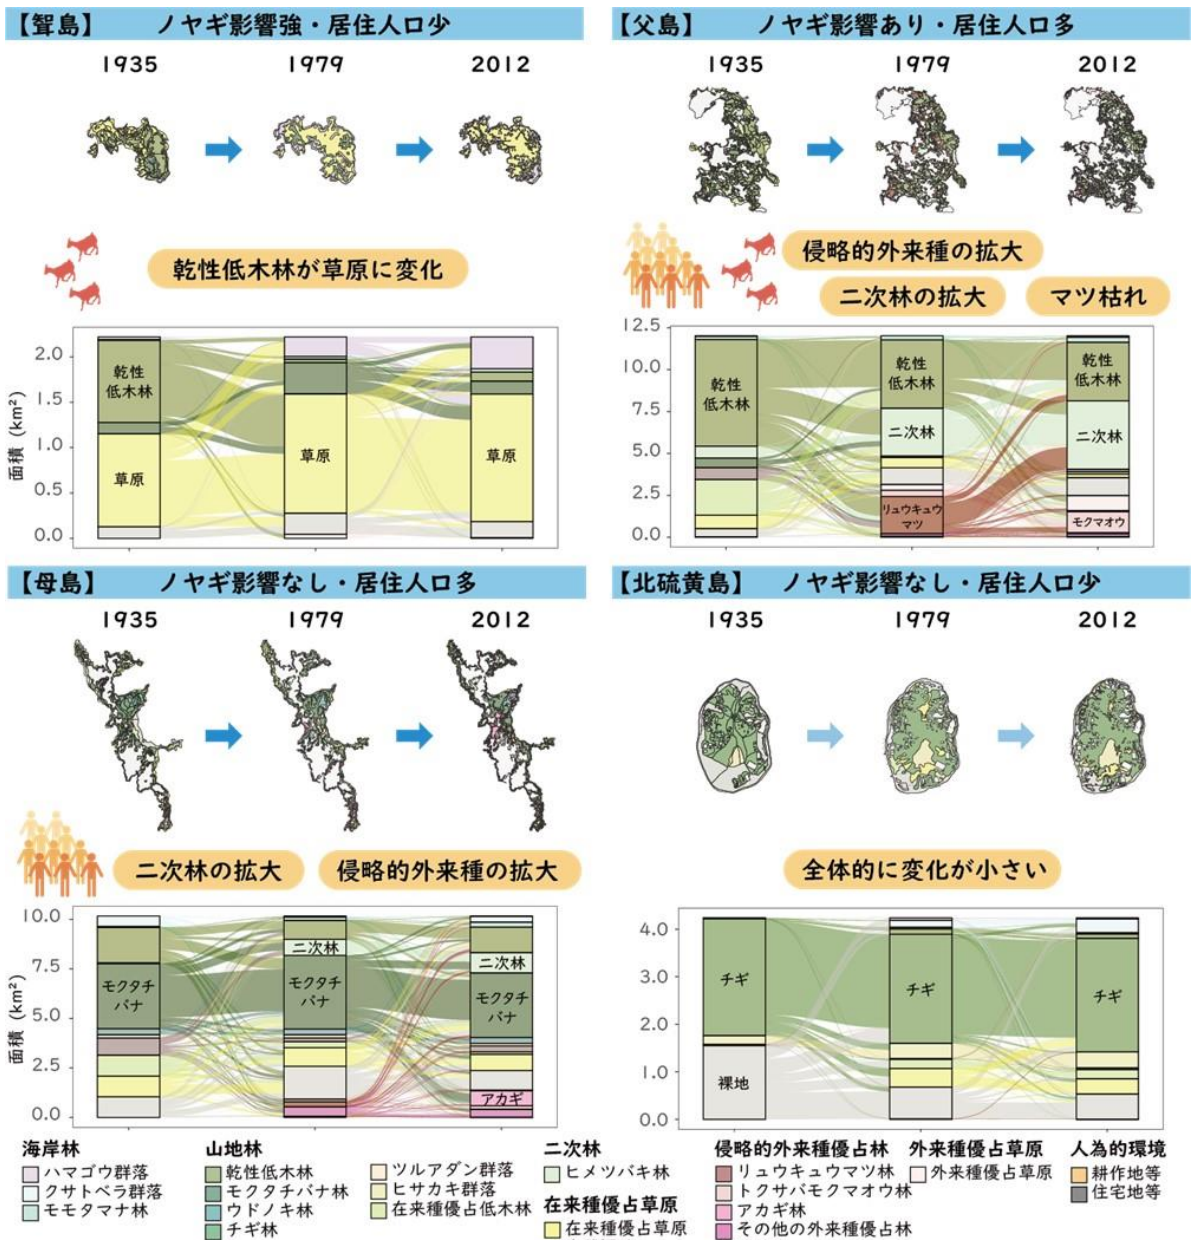 【聟島】 ノヤギ影響強・居住人口少
1935 1979 2012
乾性低木林が草原に変化
面積 (km²)
2.0
1.5
1.0
0.5
0.0
乾性
低木林
草原
草原
草原
【父島】 ノヤギ影響あり・居住人口多
1935 1979 2012
侵略的外来種の拡大
二次林の拡大 マツ枯れ
12.5
10.0
7.5
5.0
2.5
0.0
乾性
低木林
乾性
低木林
二次林
リュウキュウ
マツ
乾性
低木林
二次林
モクマオウ
【母島】 ノヤギ影響なし・居住人口多
1935 1979 2012
二次林の拡大 侵略的外来種の拡大
面積 (km²)
10.0
7.5
5.0
2.5
0.0
モクタチ
バナ
二次林
モクタチ
バナ
二次林
モクタチ
バナ
アカギ
【北硫黄島】 ノヤギ影響なし・居住人口少
1935 1979 2012
全体的に変化が小さい
4.0
3.0
2.0
1.0
0.0
チギ
裸地
チギ
チギ
海岸林
ハマゴウ群落
クサトベラ群落
モモタマナ林
山地林
乾性低木林
モクタチバナ林
ウドノキ林
チギ林
ツルアダン群落
ヒサカキ群落
在来種優占低木林
二次林
ヒメツバキ林
在来種優占草原
在来種優占草原
侵略的外来種優占林
リュウキュウマツ林
トクサバモクマオウ林
アカギ林
その他の外来種優占林
外来種優占草原
外来種優占草原
人為的環境
耕作地等
住宅地等